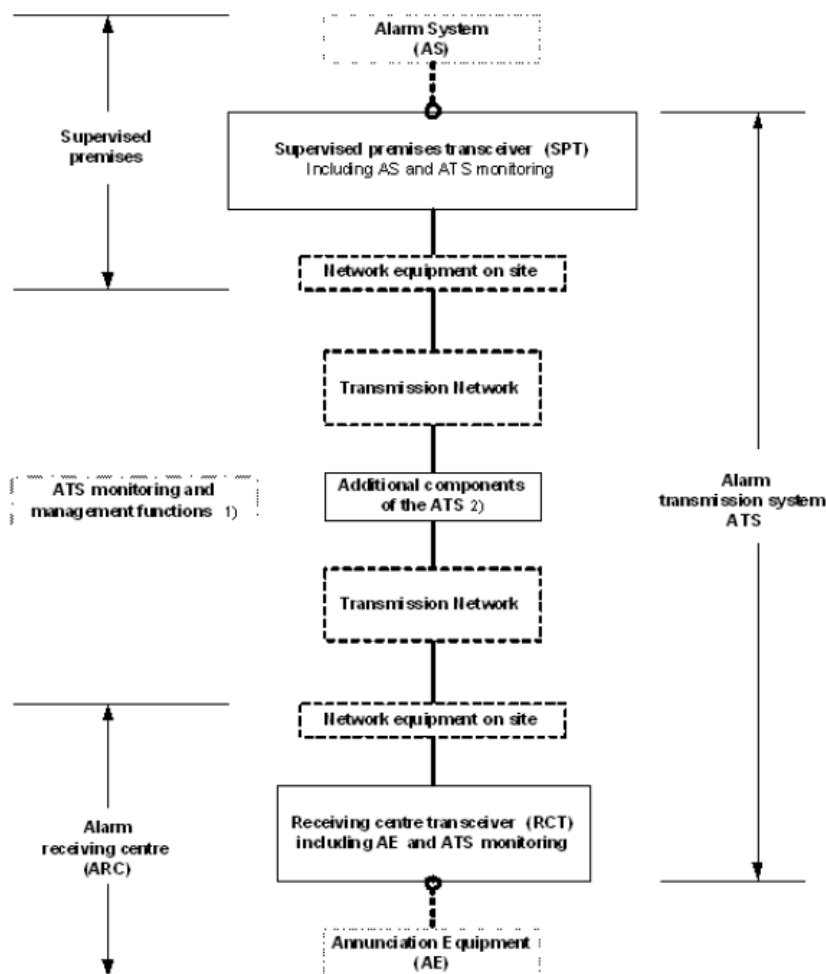 Alarm System
(AS)
Supervised
premises
Supervised premises transceiver (SPT)
Including AS and ATS monitoring
Network equipment on site
Transmission Network
ATS monitoring and
management functions 1)
Additional components
of the ATS 2)
Alarm
transmission system
ATS
Transmission Network
Network equipment on site
Alarm
receiving centre
(ARC)
Receiving centre transceiver (RCT)
including AE and ATS monitoring
Annunciation Equipment
(AE)